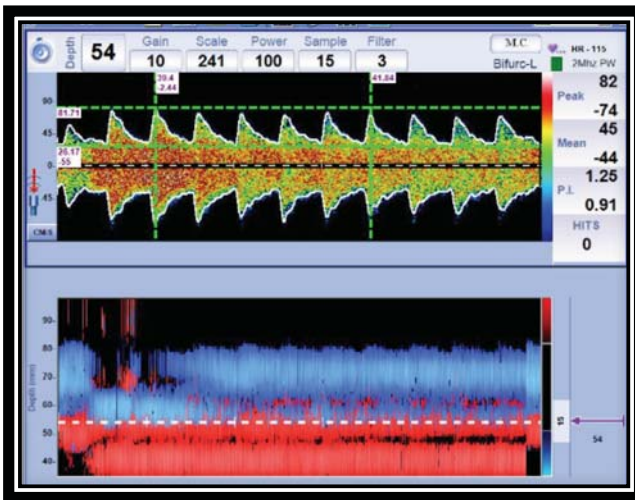 Depth 54
Gain 10
Scale 241
Power 100
Sample 15
Filter 3
M.C.
Bifurc-L
HR - 115
2Mhz PW
90
45
0
45
CM/S
81.71
26.17
-55
39.4
-2.44
41.84
Peak
82
-74
Mean
45
-44
P.I.
1.25
0.91
HITS
0
Depth (mm)
90
80
70
60
50
40
15
54